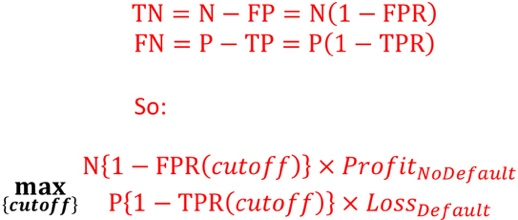 TN = N − FP = N(1 − FPR)
FN = P − TP = P(1 − TPR)
So:
N{1 − FPR(cutoff)} × Profit_NoDefault
max
{cutoff}
P{1 − TPR(cutoff)} × Loss_Default